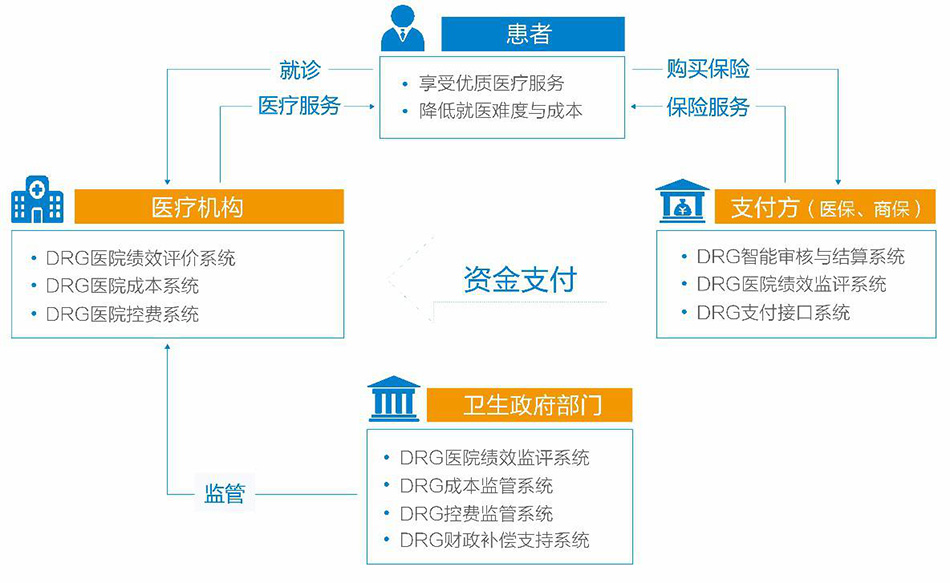 患者
就诊
购买保险
• 享受优质医疗服务
医疗服务
• 降低就医难度与成本
保险服务
医疗机构
支付方（医保、商保）
• DRG医院绩效评价系统
• DRG医院成本系统
• DRG医院控费系统
资金支付
• DRG智能审核与结算系统
• DRG医院绩效监评系统
• DRG支付接口系统
卫生政府部门
• DRG医院绩效监评系统
• DRG成本监管系统
• DRG控费监管系统
• DRG财政补偿支持系统
监管